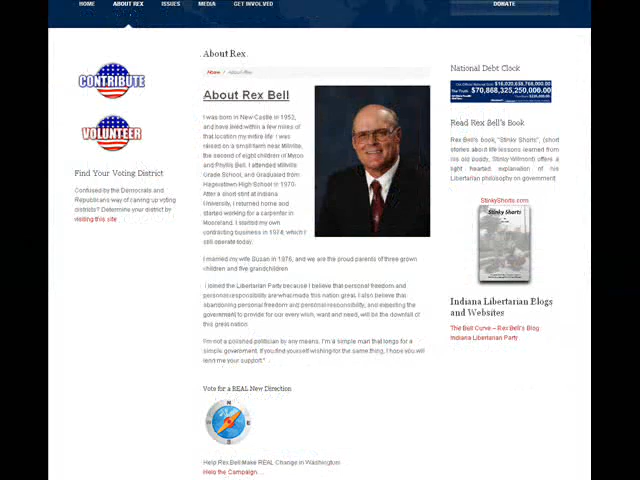 HOME ABOUT REX ISSUES MEDIA GET INVOLVED DONATE
About Rex
Home / About Rex
About Rex Bell
I was born in New Castle in 1952,
and have lived within a few miles of
that location my entire life. I was
raised on a small farm near Millville,
the second of eight children of Myron
and Phyllis Bell. I attended Millville
Grade School, and Graduated from
Hagerstown High School in 1970.
After a short stint at Indiana
University, I returned home and
started working for a carpenter in
Mooreland. I started my own
contracting business in 1974, which I
still operate today.
I married my wife Susan in 1976, and we are the proud parents of three grown
children and five grandchildren
I joined the Libertarian Party because I believe that personal freedom and
personal responsibility are what made this nation great. I also believe that
abandoning personal freedom and personal responsibility, and expecting the
government to provide for our every wish, want and need, will be the downfall of
this great nation.
I'm not a polished politician by any means. I'm a simple man that longs for a
simple government. If you find yourself wishing for the same thing, I hope you will
lend me your support."
Vote for a REAL New Direction
N
W E
S
Help Rex Bell Make REAL Change in Washington
Help the Campaign ...
CONTRIBUTE
VOLUNTEER
Find Your Voting District
Confused by the Democrats and
Republicans way of carving up voting
districts? Determine your district by
visiting this site
National Debt Clock
The Truth: $70,868,325,250,000.00
Read Rex Bell's Book
Rex Bell's book, "Stinky Shorts", (short
stories about life lessons learned from
his old buddy, Stinky Wilmont) offers a
light hearted explanation of his
Libertarian philosophy on government
StinkyShorts.com
Stinky Shorts
Indiana Libertarian Blogs
and Websites
The Bell Curve – Rex Bell's Blog
Indiana Libertarian Party